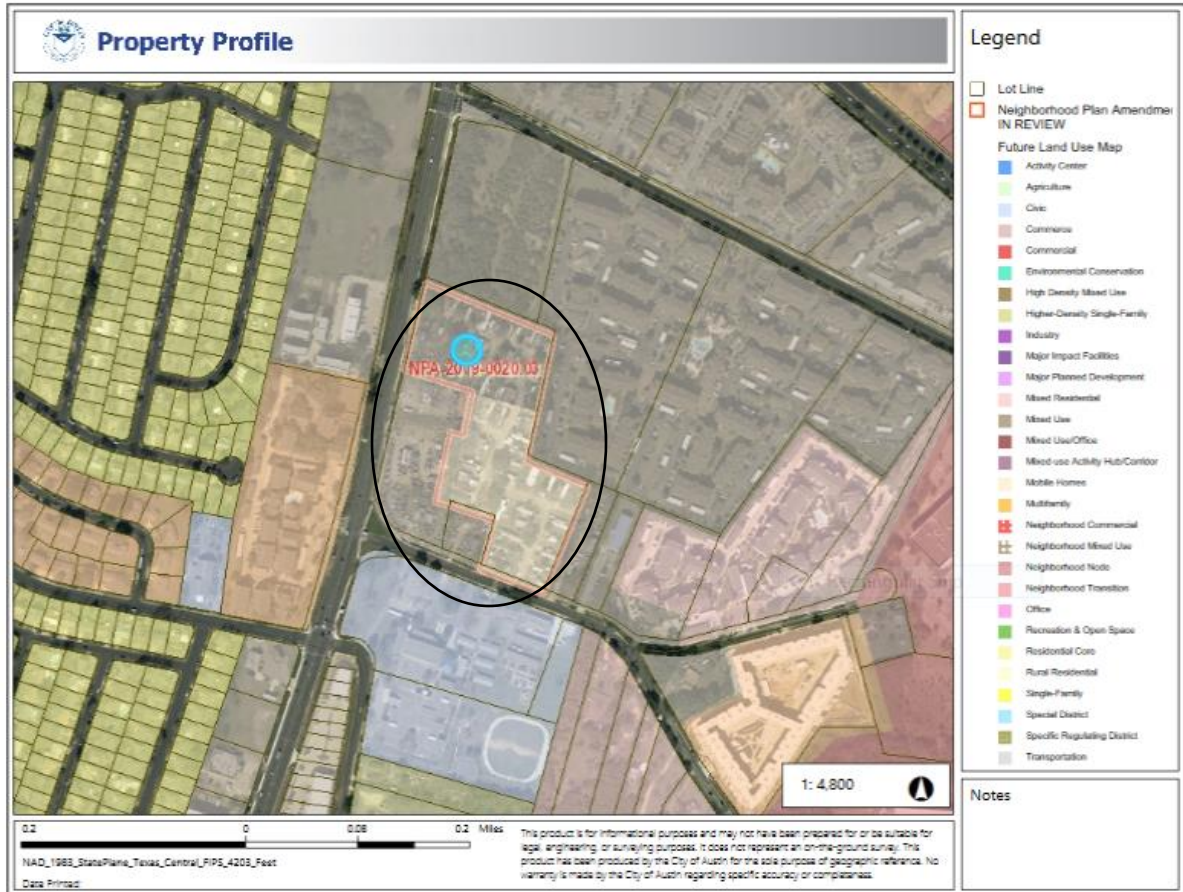 Property Profile
NPA-2019-0020.03
1: 4,800
0.2
0
0.08
0.2 Miles
NAD_1983_StatePlane_Texas_Central_FIPS_4203_Feet
Date Printed:
This product is for informational purposes and may not have been prepared for or be suitable for
legal, engineering, or surveying purposes. It does not represent an on-the-ground survey. This
product has been produced by the City of Austin for the sole purpose of geographic reference. No
warranty is made by the City of Austin regarding specific accuracy or completeness.
Legend
Lot Line
Neighborhood Plan Amendme
IN REVIEW
Future Land Use Map
Activity Center
Agriculture
Civic
Commerce
Commercial
Environmental Conservation
High Density Mixed Use
Higher-Density Single-Family
Industry
Major Impact Facilities
Major Planned Development
Mixed Residential
Mixed Use
Mixed Use/Office
Mixed-use Activity Hub/Corridor
Mobile Homes
Multifamily
Neighborhood Commercial
Neighborhood Mixed Use
Neighborhood Node
Neighborhood Transition
Office
Recreation & Open Space
Residential Core
Rural Residential
Single-Family
Special District
Specific Regulating District
Transportation
Notes